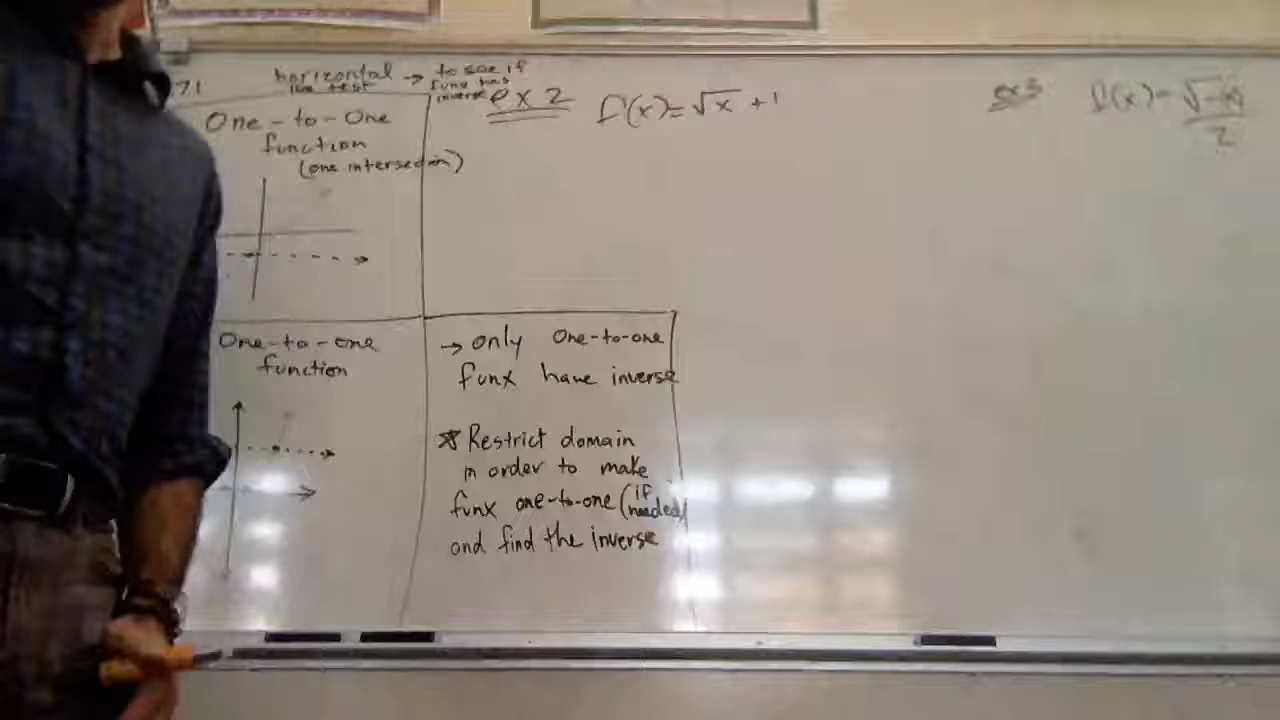 71
horizontal line test → to see if funx has inverse
One-to-One
function
(one intersection)
ex 2 f(x)=√x +1
ex 3 f(x)=
2
One-to-one
function
→ only one-to-one
funx have inverse
☆ Restrict domain
in order to make
funx one-to-one (if needed)
and find the inverse